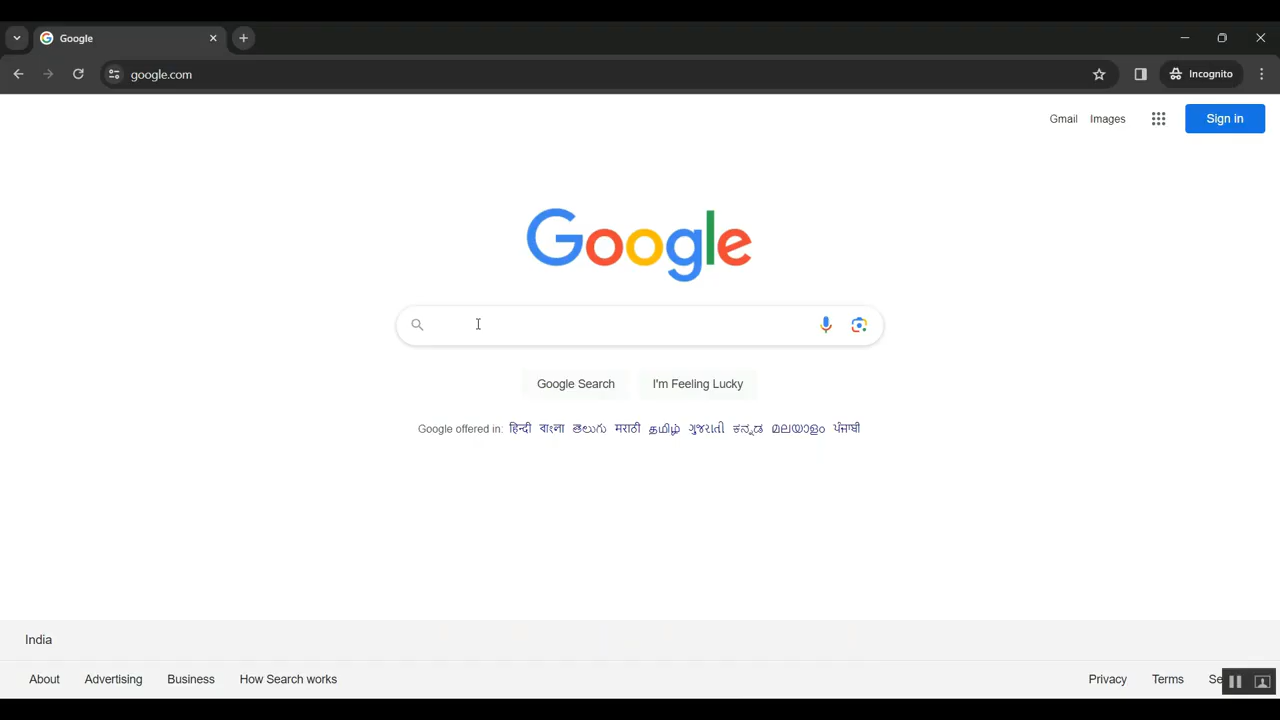 Google
google.com
Incognito
Gmail Images Sign in
Google
Google Search I'm Feeling Lucky
Google offered in: हिन्दी বাংলা తెలుగు मराठी தமிழ் ગુજરાતી ಕನ್ನಡ മലയാളം ਪੰਜਾਬੀ
India
About Advertising Business How Search works Privacy Terms